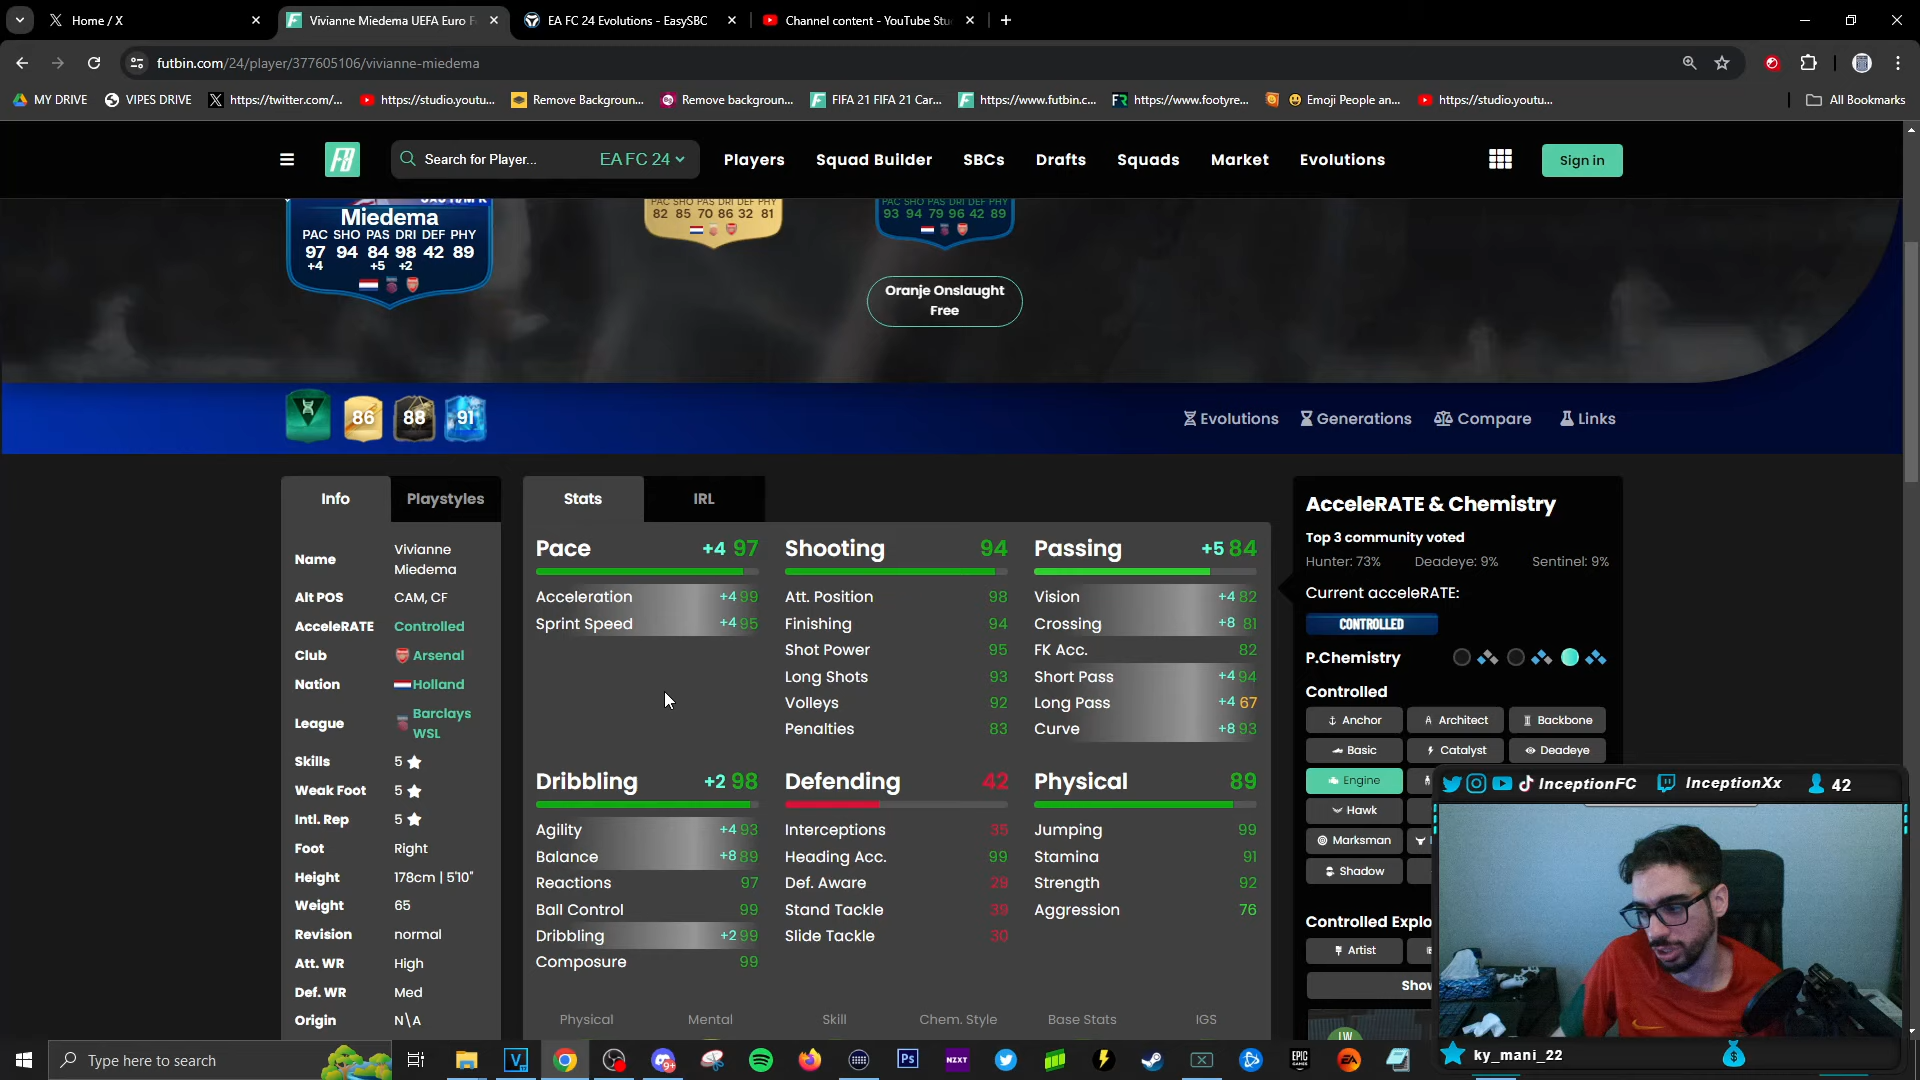 Home / X
Vivianne Miedema UEFA Euro F
EA FC 24 Evolutions - EasySBC
Channel content - YouTube Stu
futbin.com/24/player/377605106/vivianne-miedema
MY DRIVE
VIPES DRIVE
https://twitter.com/...
https://studio.youtu...
Remove Backgroun...
Remove backgroun...
FIFA 21 FIFA 21 Car...
https://www.futbin.c...
https://www.footyre...
Emoji People an...
https://studio.youtu...
All Bookmarks
Search for Player...
EA FC 24
Players
Squad Builder
SBCs
Drafts
Squads
Market
Evolutions
Sign in
Miedema
PAC SHO PAS DRI DEF PHY
97 94 84 98 42 89
+4 +5 +2
PAC SHO PAS DRI DEF PHY
82 85 70 86 32 81
PAC SHO PAS DRI DEF PHY
93 94 79 96 42 89
Oranje Onslaught
Free
86
88
91
Evolutions
Generations
Compare
Links
Info
Playstyles
Name Vivianne Miedema
Alt POS CAM, CF
AcceleRATE Controlled
Club Arsenal
Nation Holland
League Barclays WSL
Skills 5
Weak Foot 5
Intl. Rep 5
Foot Right
Height 178cm | 5'10"
Weight 65
Revision normal
Att. WR High
Def. WR Med
Origin N\A
Stats
IRL
Pace +4 97
Acceleration +4 99
Sprint Speed +4 95
Shooting 94
Att. Position 98
Finishing 94
Shot Power 95
Long Shots 93
Volleys 92
Penalties 83
Passing +5 84
Vision +4 82
Crossing +8 81
FK Acc. 82
Short Pass +4 94
Long Pass +4 67
Curve +8 93
Dribbling +2 98
Agility +4 93
Balance +8 89
Reactions 97
Ball Control 99
Dribbling +2 99
Composure 99
Defending 42
Interceptions 35
Heading Acc. 99
Def. Aware 29
Stand Tackle 39
Slide Tackle 30
Physical 89
Jumping 99
Stamina 91
Strength 92
Aggression 76
Physical
Mental
Skill
Chem. Style
Base Stats
IGS
AcceleRATE & Chemistry
Top 3 community voted
Hunter: 73% Deadeye: 9% Sentinel: 9%
Current acceleRATE:
CONTROLLED
P.Chemistry
Controlled
Anchor
Architect
Backbone
Basic
Catalyst
Deadeye
Engine
Hawk
Marksman
Shadow
Controlled Explo
Artist
Show
LW
InceptionFC
InceptionXx
42
ky_mani_22
Type here to search
9+
V
Ps
NZXT
EPIC GAMES
EA